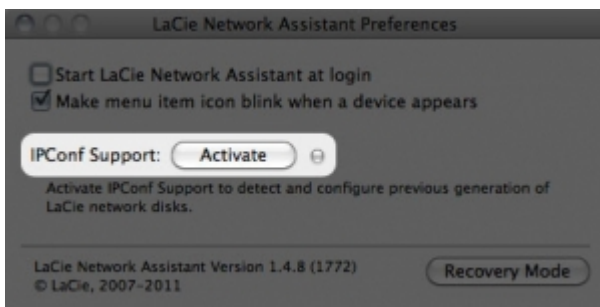 LaCie Network Assistant Preferences
Start LaCie Network Assistant at login
Make menu item icon blink when a device appears
IPConf Support: Activate
Activate IPConf Support to detect and configure previous generation of
LaCie network disks.
LaCie Network Assistant Version 1.4.8 (1772)
© LaCie, 2007-2011
Recovery Mode